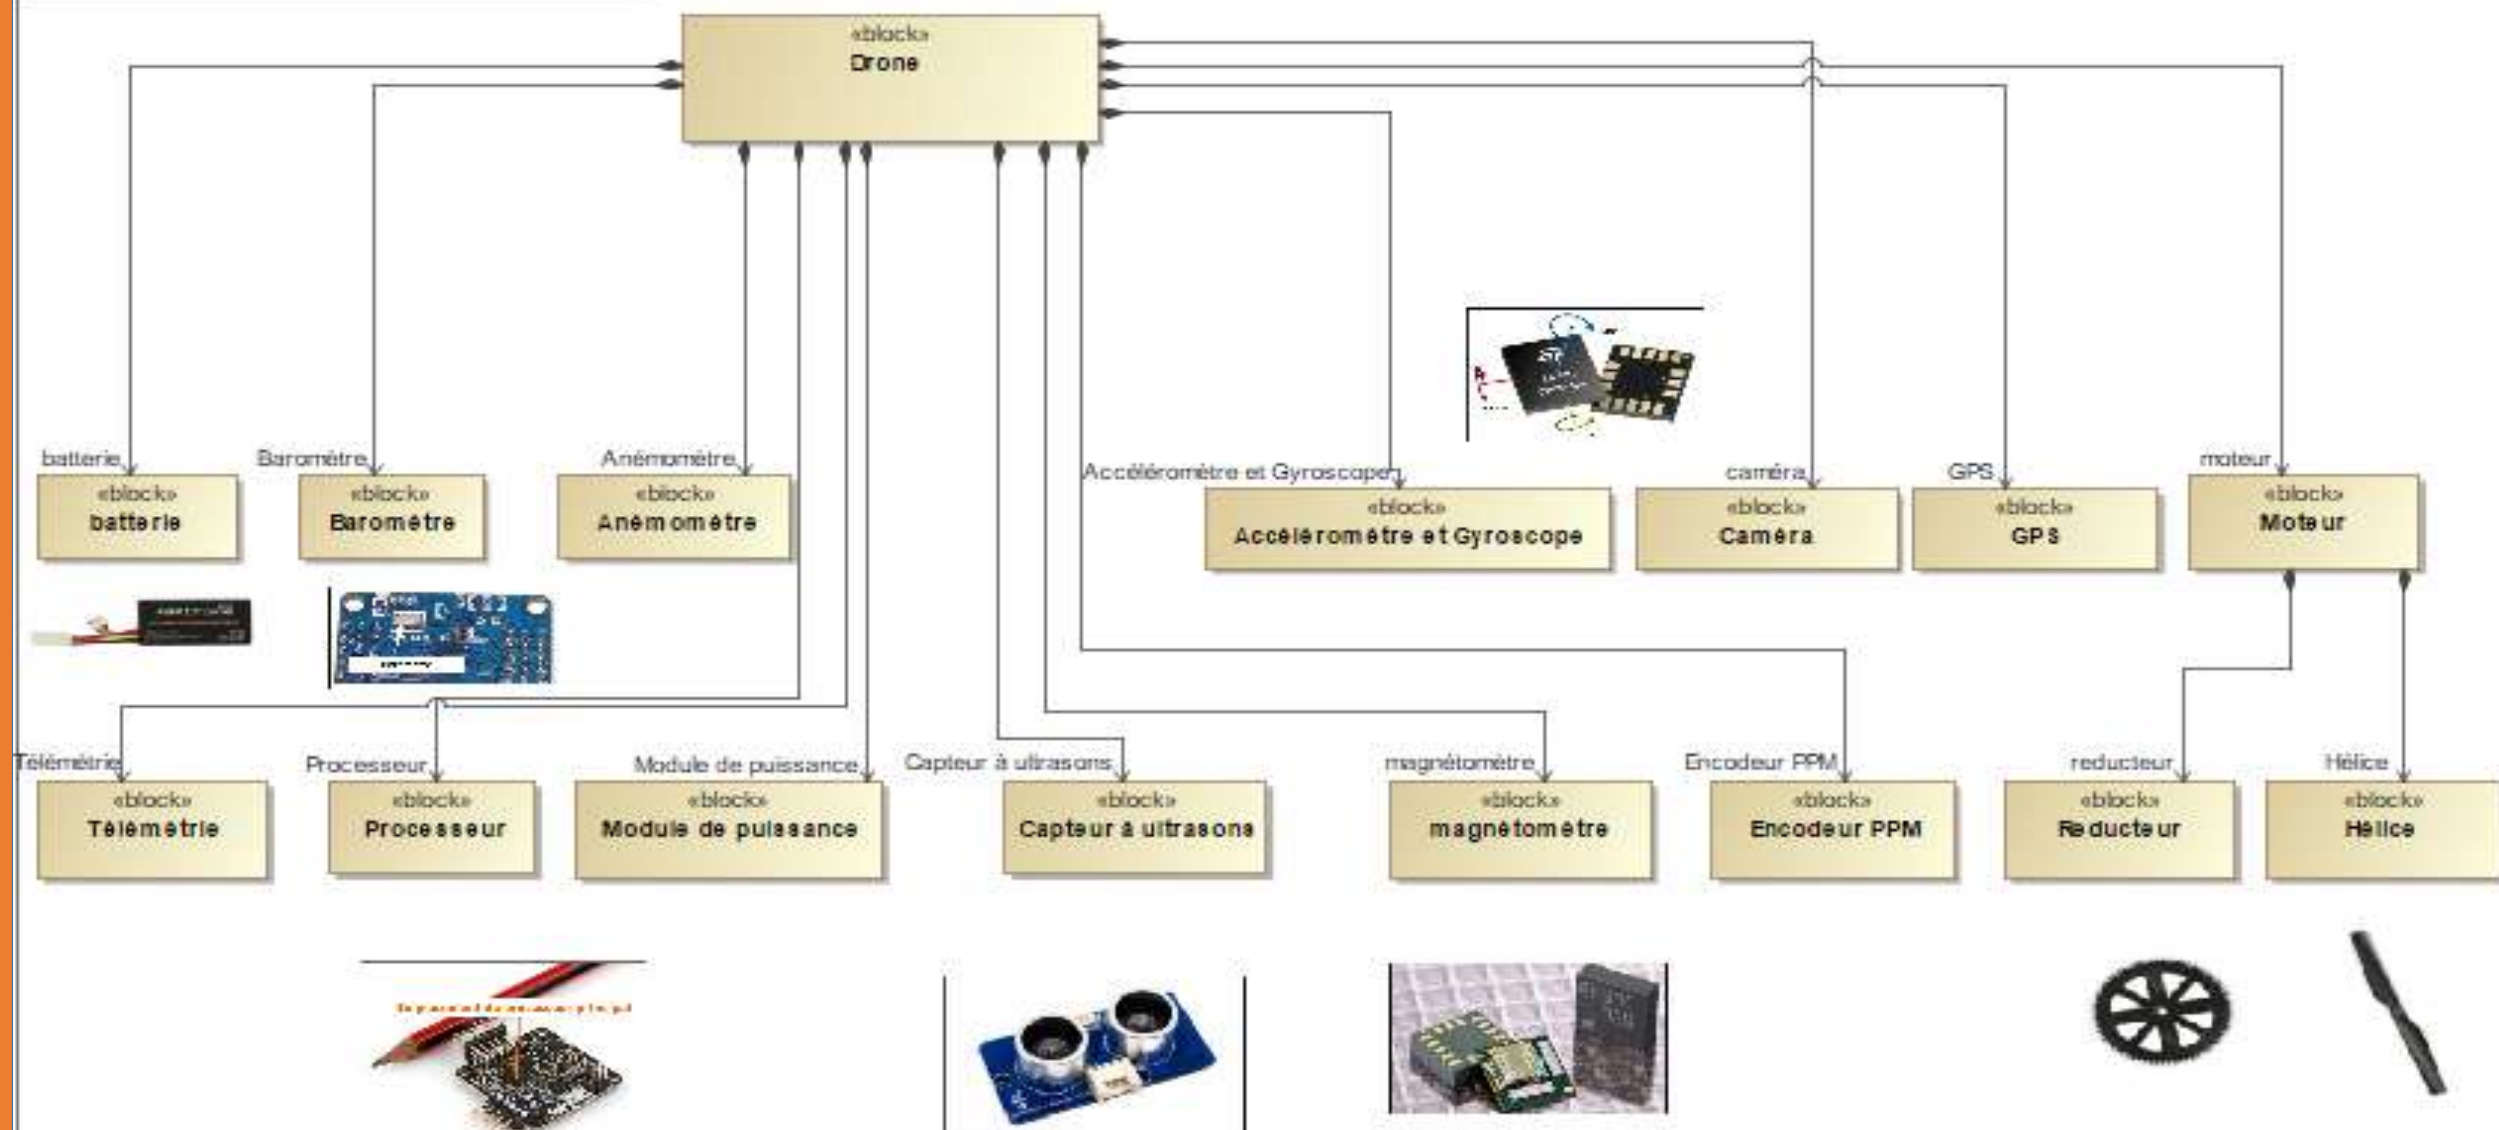 «block»
Drone
batterie
Baromètre
Anémomètre
Accéléromètre et Gyroscope
caméra
GPS
moteur
«block»
batterie
«block»
Baromètre
«block»
Anémomètre
«block»
Accéléromètre et Gyroscope
«block»
Caméra
«block»
GPS
«block»
Moteur
Télémétrie
Processeur
Module de puissance
Capteur à ultrasons
magnétomètre
Encodeur PPM
reducteur
Hélice
«block»
Télémétrie
«block»
Processeur
«block»
Module de puissance
«block»
Capteur à ultrasons
«block»
magnétomètre
«block»
Encodeur PPM
«block»
Reducteur
«block»
Hélice